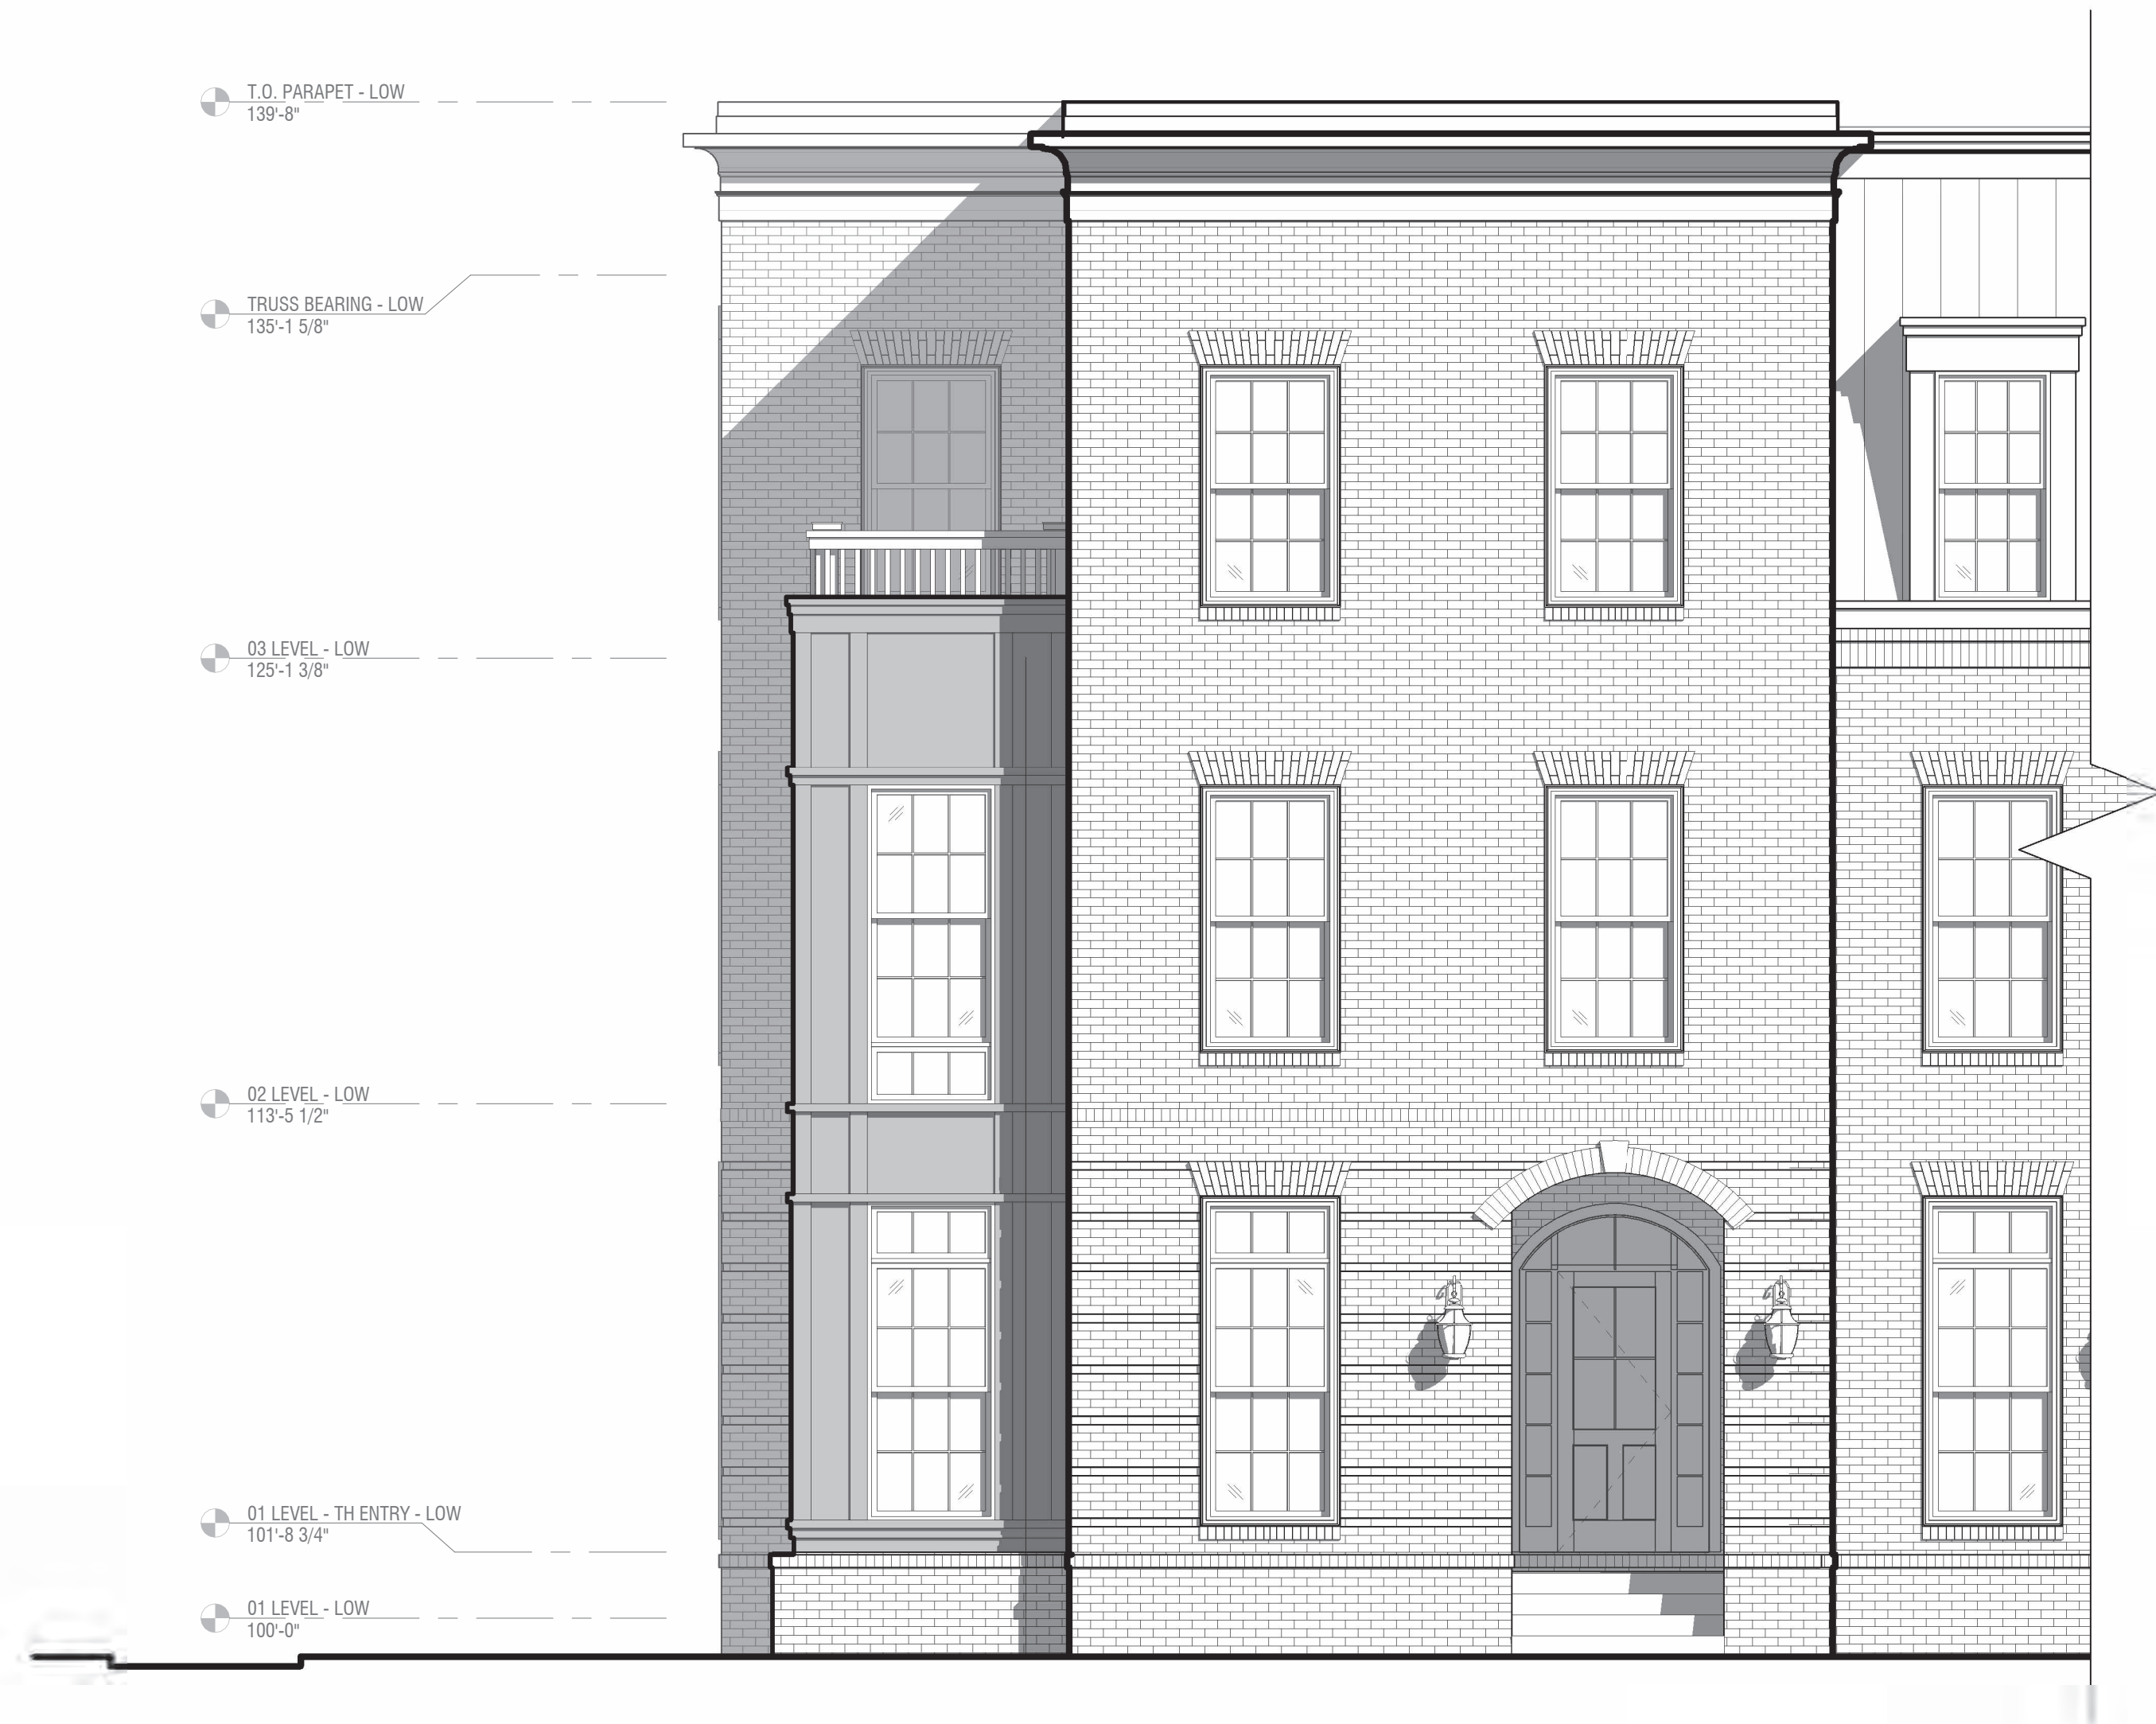 T.O. PARAPET - LOW
139'-8"
TRUSS BEARING - LOW
135'-1 5/8"
03 LEVEL - LOW
125'-1 3/8"
02 LEVEL - LOW
113'-5 1/2"
01 LEVEL - TH ENTRY - LOW
101'-8 3/4"
01 LEVEL - LOW
100'-0"